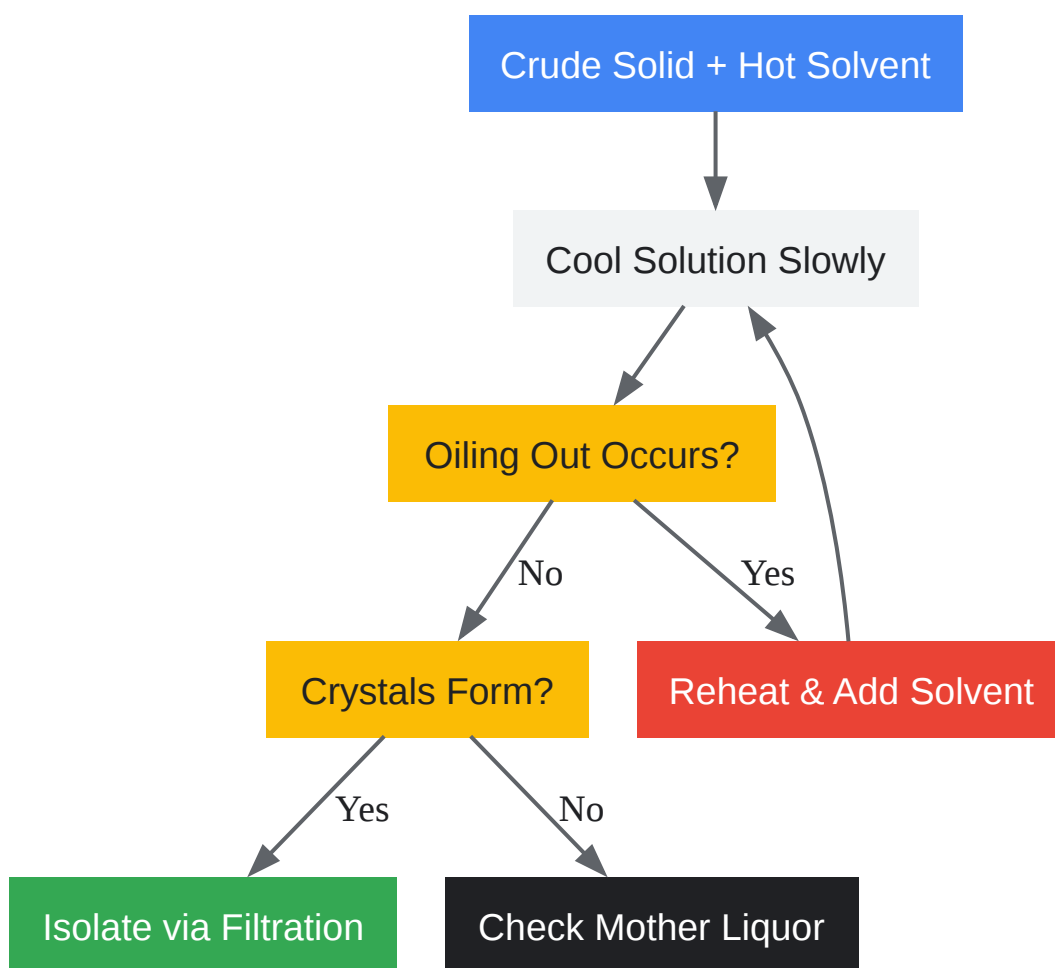 Crude Solid + Hot Solvent
Cool Solution Slowly
Oiling Out Occurs?
No
Yes
Crystals Form?
Reheat & Add Solvent
Yes
No
Isolate via Filtration
Check Mother Liquor